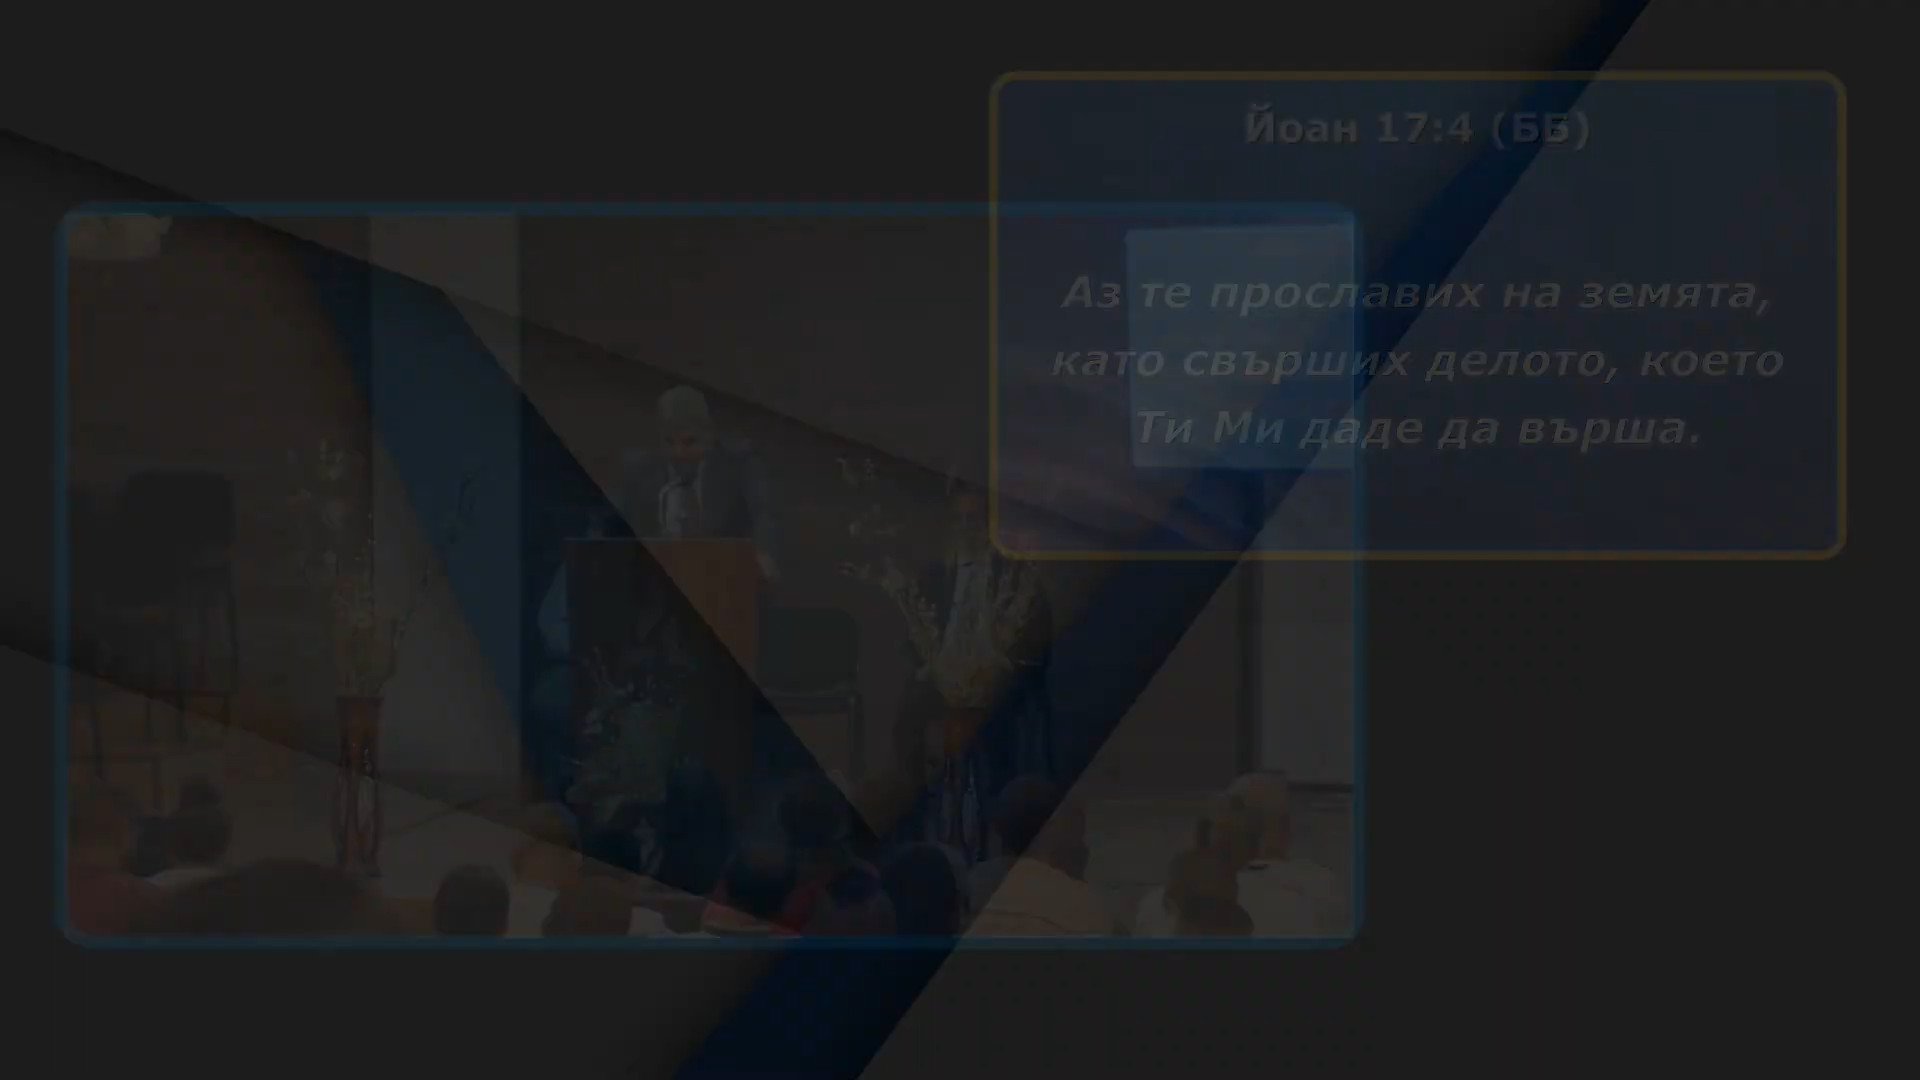 Йоан 17:4 (ББ)
Аз те прославих на земята,
като свърших делото, което
Ти Ми даде да върша.